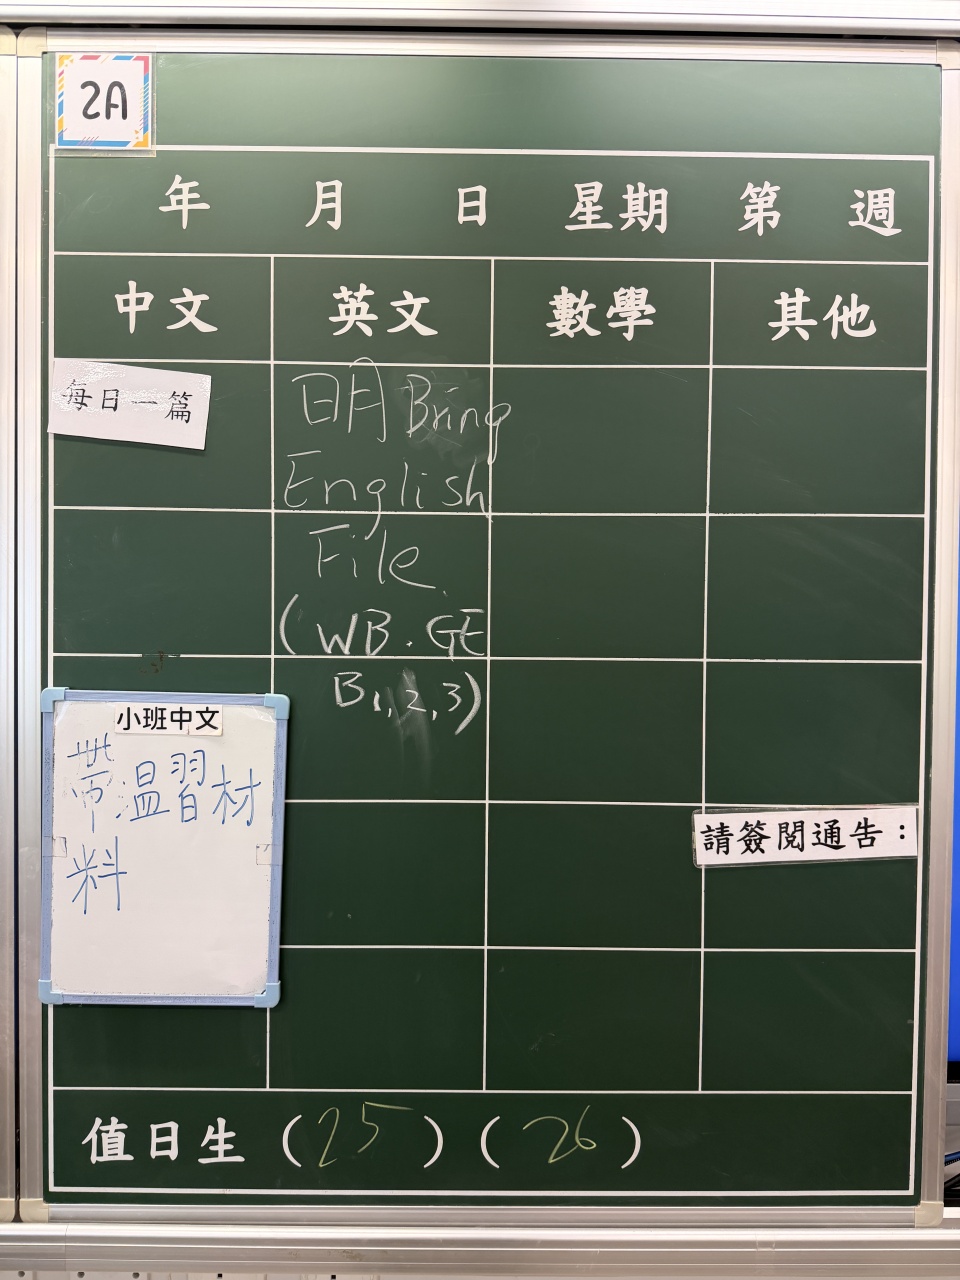 2A
年 月 日 星期 第 週
中文 英文 數學 其他
每日一篇
明 Bring
English
File
(WB. GE
B1,2,3)
小班中文
帶溫習材
料
請簽閱通告：
值日生 (25) (26)